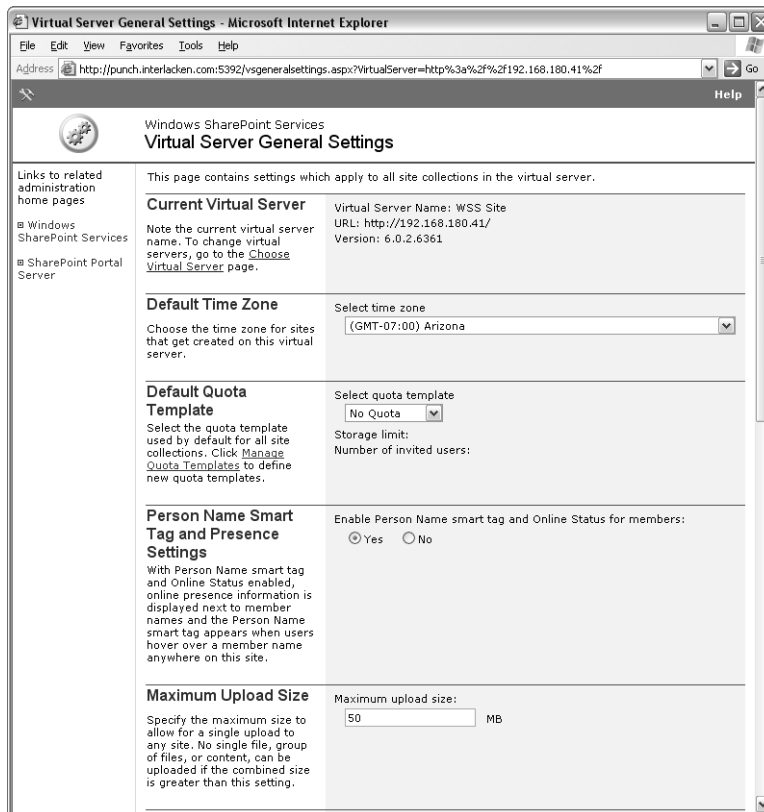 Virtual Server General Settings - Microsoft Internet Explorer
File Edit View Favorites Tools Help
Address http://punch.interlacken.com:5392/vsgeneralsettings.aspx?VirtualServer=http%3a%2f%2f192.168.180.41%2f Go
Help
Windows SharePoint Services
Virtual Server General Settings
Links to related
administration
home pages
Windows
SharePoint Services
SharePoint Portal
Server
This page contains settings which apply to all site collections in the virtual server.
Current Virtual Server
Note the current virtual server
name. To change virtual
servers, go to the Choose
Virtual Server page.
Virtual Server Name: WSS Site
URL: http://192.168.180.41/
Version: 6.0.2.6361
Default Time Zone
Choose the time zone for sites
that get created on this virtual
server.
Select time zone
(GMT-07:00) Arizona
Default Quota
Template
Select the quota template
used by default for all site
collections. Click Manage
Quota Templates to define
new quota templates.
Select quota template
No Quota
Storage limit:
Number of invited users:
Person Name Smart
Tag and Presence
Settings
With Person Name smart tag
and Online Status enabled,
online presence information is
displayed next to member
names and the Person Name
smart tag appears when users
hover over a member name
anywhere on this site.
Enable Person Name smart tag and Online Status for members:
Yes No
Maximum Upload Size
Specify the maximum size to
allow for a single upload to
any site. No single file, group
of files, or content, can be
uploaded if the combined size
is greater than this setting.
Maximum upload size:
50 MB